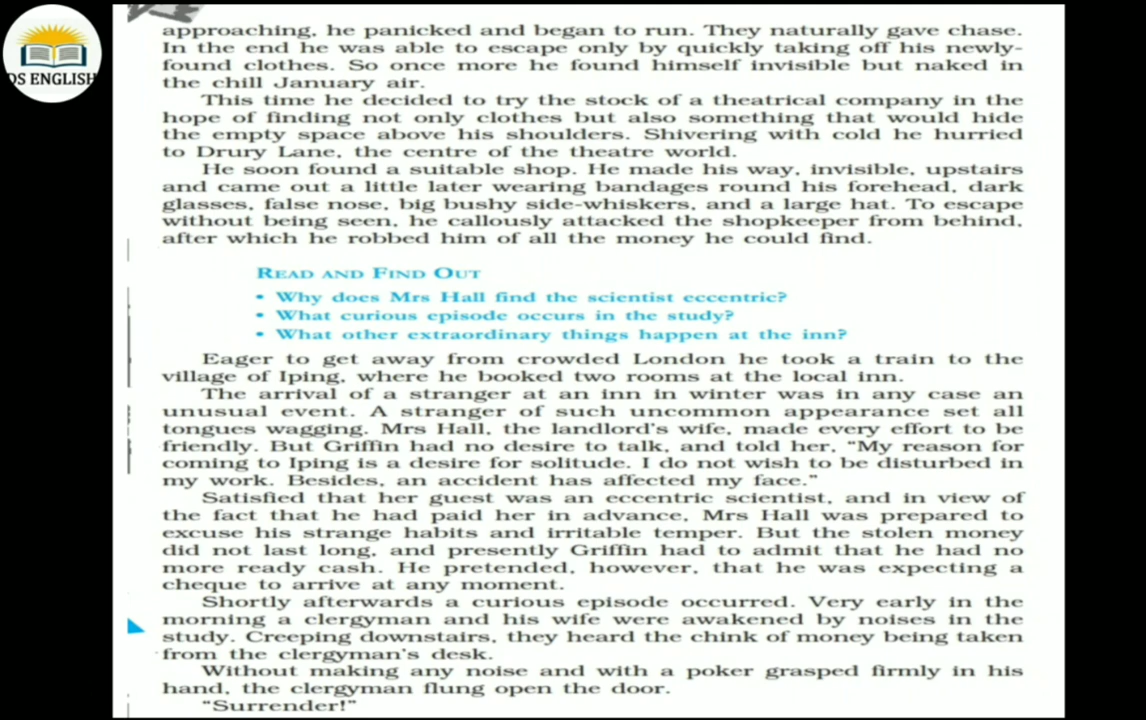 DS ENGLISH
approaching, he panicked and began to run. They naturally gave chase.
In the end he was able to escape only by quickly taking off his newly-
found clothes. So once more he found himself invisible but naked in
the chill January air.
This time he decided to try the stock of a theatrical company in the
hope of finding not only clothes but also something that would hide
the empty space above his shoulders. Shivering with cold he hurried
to Drury Lane, the centre of the theatre world.
He soon found a suitable shop. He made his way, invisible, upstairs
and came out a little later wearing bandages round his forehead, dark
glasses, false nose, big bushy side-whiskers, and a large hat. To escape
without being seen, he callously attacked the shopkeeper from behind,
after which he robbed him of all the money he could find.
READ AND FIND OUT
• Why does Mrs Hall find the scientist eccentric?
• What curious episode occurs in the study?
• What other extraordinary things happen at the inn?
Eager to get away from crowded London he took a train to the
village of Iping, where he booked two rooms at the local inn.
The arrival of a stranger at an inn in winter was in any case an
unusual event. A stranger of such uncommon appearance set all
tongues wagging. Mrs Hall, the landlord's wife, made every effort to be
friendly. But Griffin had no desire to talk, and told her, “My reason for
coming to Iping is a desire for solitude. I do not wish to be disturbed in
my work. Besides, an accident has affected my face.”
Satisfied that her guest was an eccentric scientist, and in view of
the fact that he had paid her in advance, Mrs Hall was prepared to
excuse his strange habits and irritable temper. But the stolen money
did not last long, and presently Griffin had to admit that he had no
more ready cash. He pretended, however, that he was expecting a
cheque to arrive at any moment.
Shortly afterwards a curious episode occurred. Very early in the
morning a clergyman and his wife were awakened by noises in the
study. Creeping downstairs, they heard the chink of money being taken
from the clergyman's desk.
Without making any noise and with a poker grasped firmly in his
hand, the clergyman flung open the door.
“Surrender!”